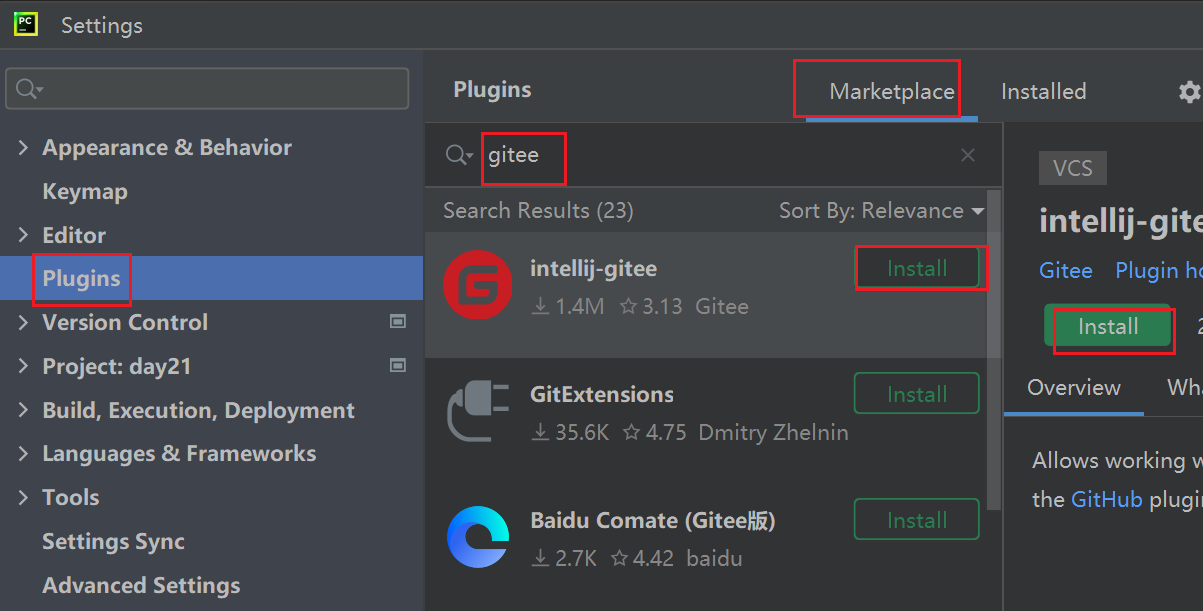 PC
Settings
Appearance & Behavior
Keymap
Editor
Plugins
Version Control
Project: day21
Build, Execution, Deployment
Languages & Frameworks
Tools
Settings Sync
Advanced Settings
Plugins
Marketplace
Installed
gitee
Search Results (23)
Sort By: Relevance
intellij-gitee
Install
1.4M
3.13
Gitee
GitExtensions
Install
35.6K
4.75
Dmitry Zhelnin
Baidu Comate (Gitee版)
Install
2.7K
4.42
baidu
VCS
intellij-gite
Gitee
Plugin ho
Install
2
Overview
Wha
Allows working w
the GitHub plugin